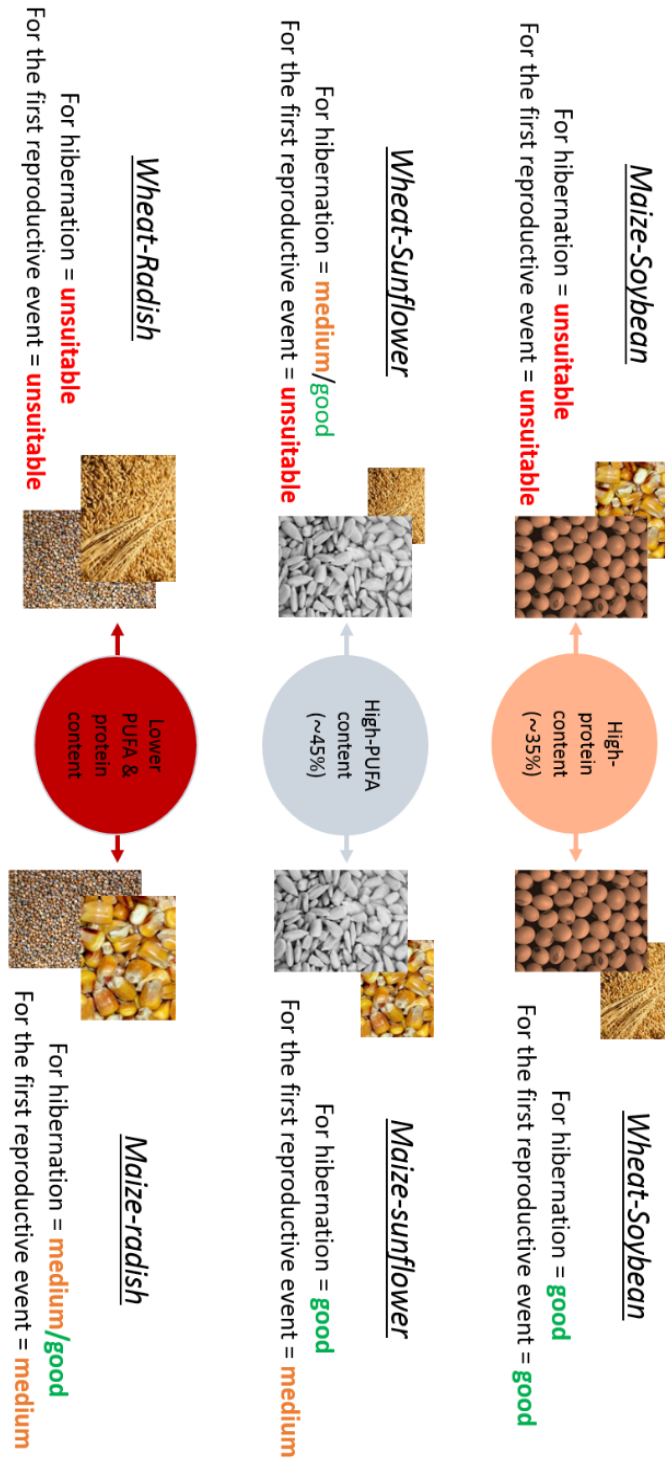 Maize-Soybean
For hibernation = unsuitable
For the first reproductive event = unsuitable
High-
protein
content
(~35%)
Wheat-Soybean
For hibernation = good
For the first reproductive event = good
Wheat-Sunflower
For hibernation = medium/good
For the first reproductive event = unsuitable
High-PUFA
content
(~45%)
Maize-sunflower
For hibernation = good
For the first reproductive event = medium
Wheat-Radish
For hibernation = unsuitable
For the first reproductive event = unsuitable
Lower
PUFA &
protein
content
Maize-radish
For hibernation = medium/good
For the first reproductive event = medium